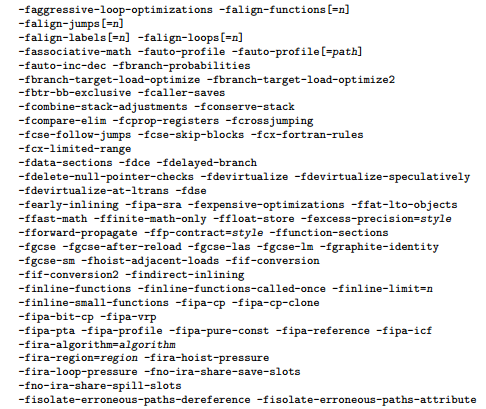 -faggressive-loop-optimizations -falign-functions[=n]
-falign-jumps[=n]
-falign-labels[=n] -falign-loops[=n]
-fassociative-math -fauto-profile -fauto-profile[=path]
-fauto-inc-dec -fbranch-probabilities
-fbranch-target-load-optimize -fbranch-target-load-optimize2
-fbtr-bb-exclusive -fcaller-saves
-fcombine-stack-adjustments -fconserve-stack
-fcompare-elim -fcprop-registers -fcrossjumping
-fcse-follow-jumps -fcse-skip-blocks -fcx-fortran-rules
-fcx-limited-range
-fdata-sections -fdce -fdelayed-branch
-fdelete-null-pointer-checks -fdevirtualize -fdevirtualize-speculatively
-fdevirtualize-at-ltrans -fdse
-fearly-inlining -fipa-sra -fexpensive-optimizations -ffat-lto-objects
-ffast-math -ffinite-math-only -ffloat-store -fexcess-precision=style
-fforward-propagate -ffp-contract=style -ffunction-sections
-fgcse -fgcse-after-reload -fgcse-las -fgcse-lm -fgraphite-identity
-fgcse-sm -fhoist-adjacent-loads -fif-conversion
-fif-conversion2 -findirect-inlining
-finline-functions -finline-functions-called-once -finline-limit=n
-finline-small-functions -fipa-cp -fipa-cp-clone
-fipa-bit-cp -fipa-vrp
-fipa-pta -fipa-profile -fipa-pure-const -fipa-reference -fipa-icf
-fira-algorithm=algorithm
-fira-region=region -fira-hoist-pressure
-fira-loop-pressure -fno-ira-share-save-slots
-fno-ira-share-spill-slots
-fisolate-erroneous-paths-dereference -fisolate-erroneous-paths-attribute